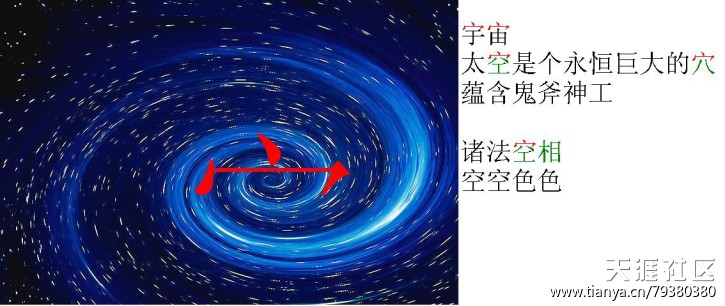 宀
宇宙
太空是个永恒巨大的穴
蕴含鬼斧神工
诸法空相
空空色色
天涯社区
www.tianya.cn/79380380